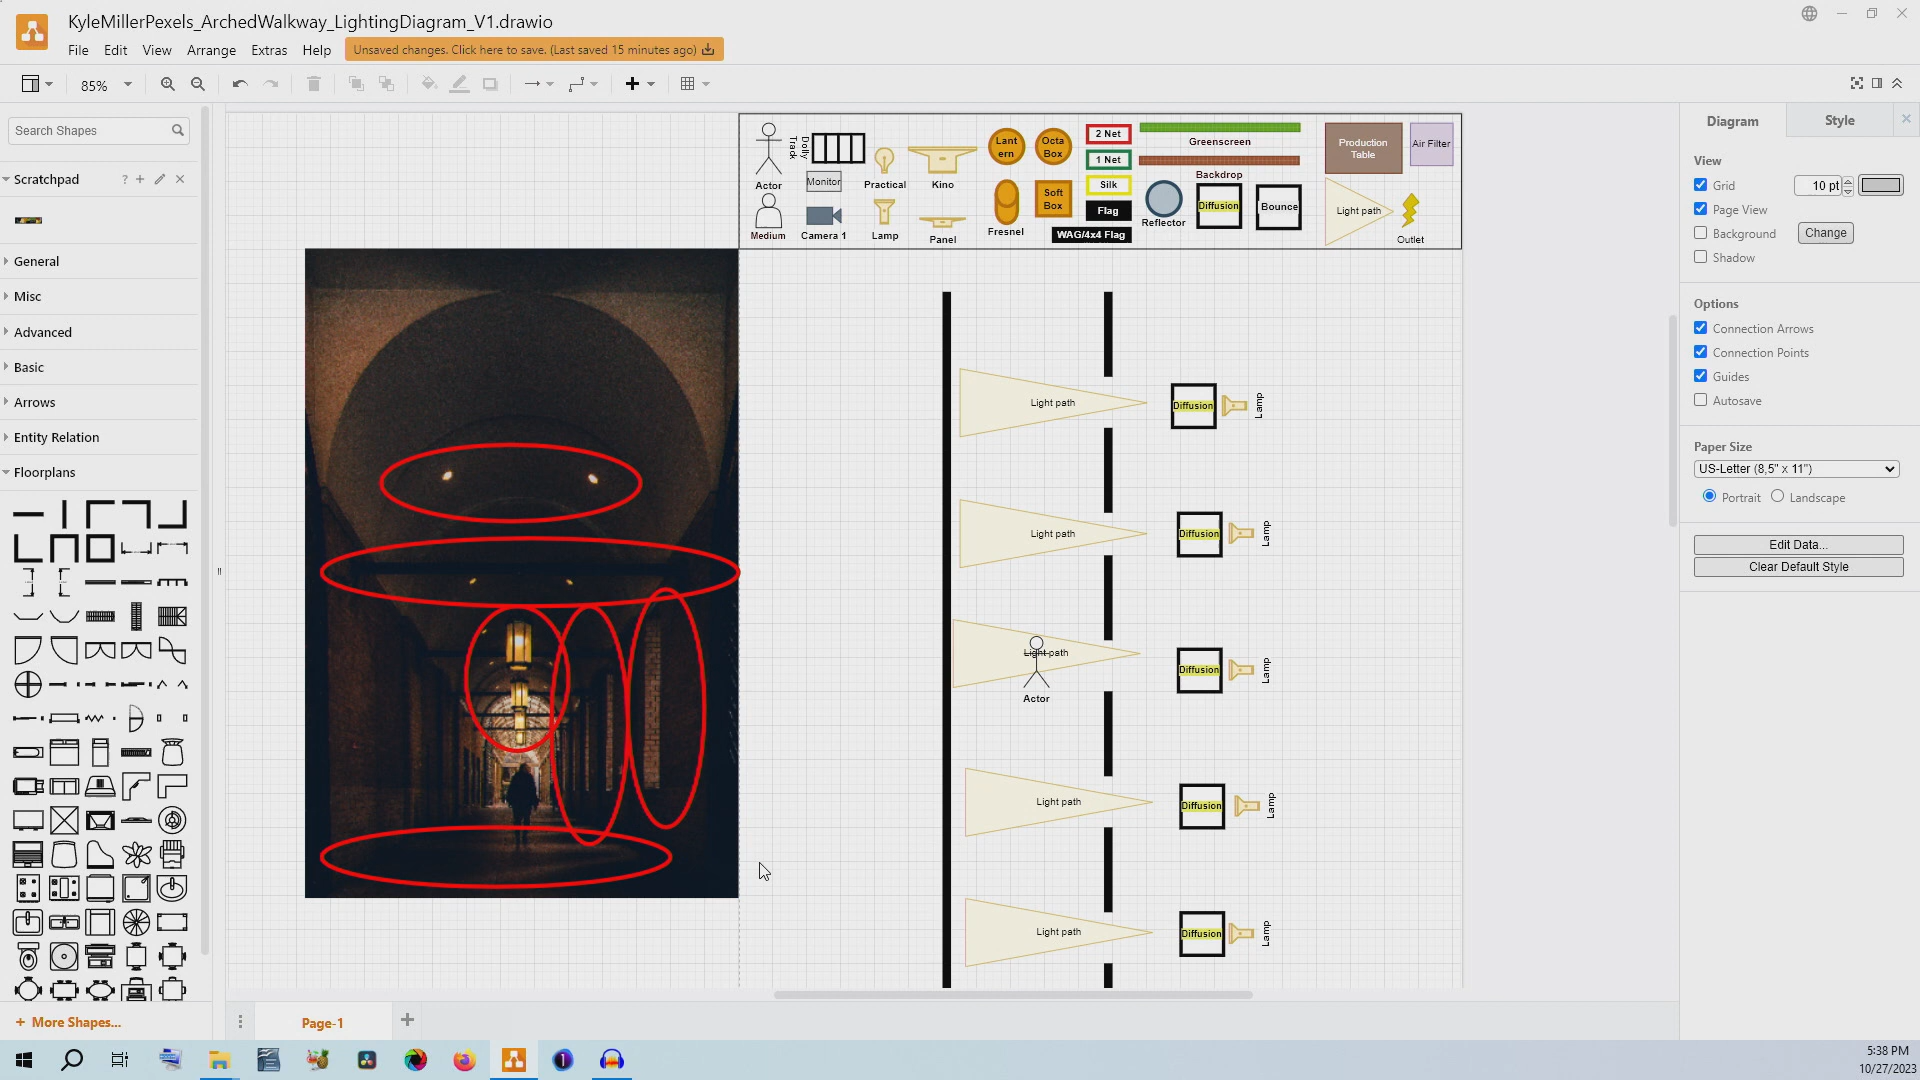 KyleMillerPexels_ArchedWalkway_LightingDiagram_V1.drawio
File Edit View Arrange Extras Help Unsaved changes. Click here to save. (Last saved 15 minutes ago)
85%
Search Shapes
Scratchpad
?
General
Misc
Advanced
Basic
Arrows
Entity Relation
Floorplans
+ More Shapes...
Actor
Dolly
Track
Monitor
Medium
Camera 1
Practical
Lamp
Kino
Panel
Lant
ern
Octa
Box
Fresnel
Soft
Box
2 Net
1 Net
Silk
Flag
WAG/4x4 Flag
Greenscreen
Backdrop
Reflector
Diffusion
Bounce
Production
Table
Air Filter
Light path
Outlet
Light path
Diffusion
Lamp
Light path
Diffusion
Lamp
Light path
Actor
Diffusion
Lamp
Light path
Diffusion
Lamp
Light path
Diffusion
Lamp
Page-1
Diagram
Style
View
Grid
10 pt
Page View
Background
Change
Shadow
Options
Connection Arrows
Connection Points
Guides
Autosave
Paper Size
US-Letter (8,5" x 11")
Portrait
Landscape
Edit Data...
Clear Default Style
5:38 PM
10/27/2023